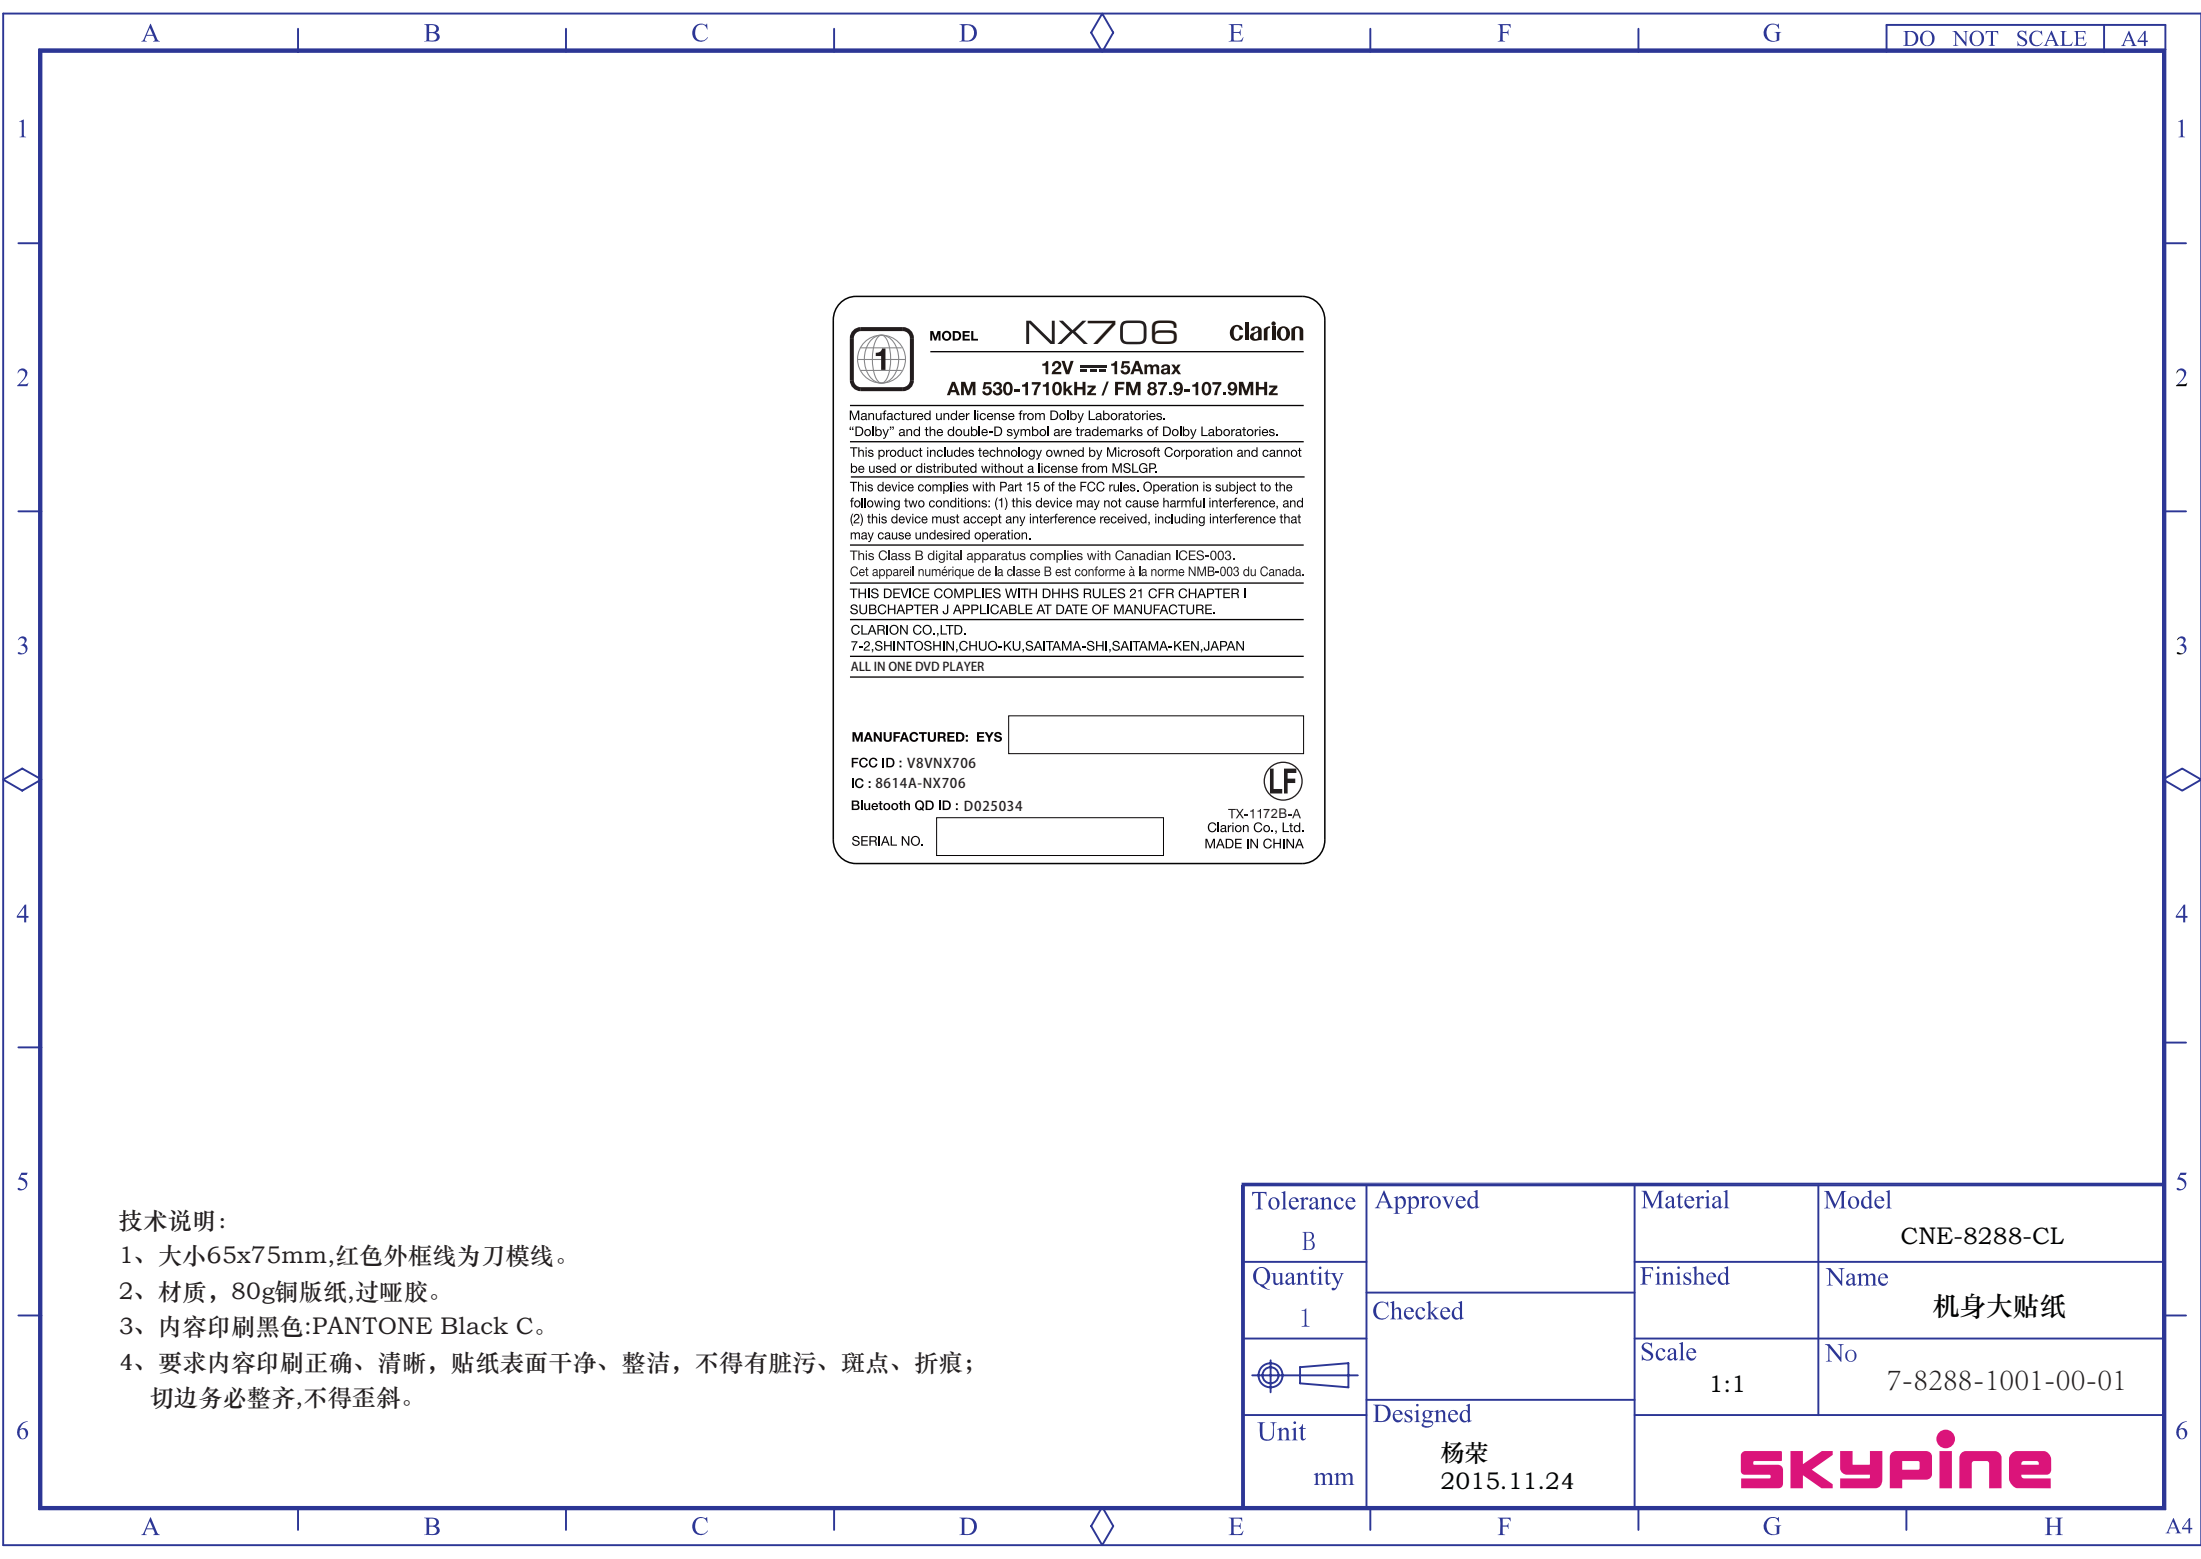 A B C D E F G DO NOT SCALE A4
1 1
2 2
3 3
4 4
5 5
6 6
1 MODEL NX706 clarion
12V 15Amax
AM 530-1710kHz / FM 87.9-107.9MHz
Manufactured under license from Dolby Laboratories.
“Dolby” and the double-D symbol are trademarks of Dolby Laboratories.
This product includes technology owned by Microsoft Corporation and cannot
be used or distributed without a license from MSLGP.
This device complies with Part 15 of the FCC rules. Operation is subject to the
following two conditions: (1) this device may not cause harmful interference, and
(2) this device must accept any interference received, including interference that
may cause undesired operation.
This Class B digital apparatus complies with Canadian ICES-003.
Cet appareil numérique de la classe B est conforme à la norme NMB-003 du Canada.
THIS DEVICE COMPLIES WITH DHHS RULES 21 CFR CHAPTER I
SUBCHAPTER J APPLICABLE AT DATE OF MANUFACTURE.
CLARION CO.,LTD.
7-2,SHINTOSHIN,CHUO-KU,SAITAMA-SHI,SAITAMA-KEN,JAPAN
ALL IN ONE DVD PLAYER
MANUFACTURED: EYS
FCC ID : V8VNX706
IC : 8614A-NX706
Bluetooth QD ID : D025034
SERIAL NO.
LF
TX-1172B-A
Clarion Co., Ltd.
MADE IN CHINA
技术说明:
1、大小65x75mm,红色外框线为刀模线。
2、材质，80g铜版纸,过哑胶。
3、内容印刷黑色:PANTONE Black C。
4、要求内容印刷正确、清晰，贴纸表面干净、整洁，不得有脏污、斑点、折痕；
切边务必整齐,不得歪斜。
Tolerance
B
Quantity
1
Unit
mm
Approved
Checked
Designed
杨荣
2015.11.24
Material
Finished
Scale
1:1
Model
CNE-8288-CL
Name
机身大贴纸
No
7-8288-1001-00-01
skypine
A B C D E F G H A4